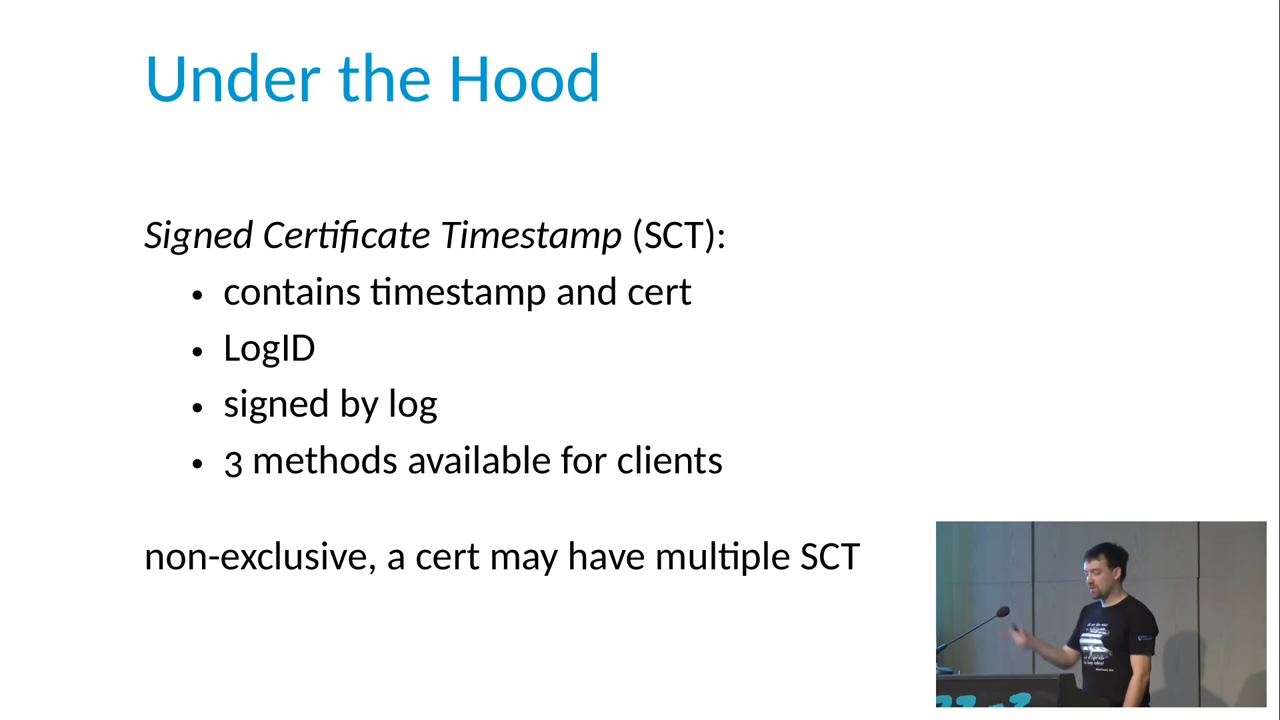 Under the Hood
Signed Certificate Timestamp (SCT):
• contains timestamp and cert
• LogID
• signed by log
• 3 methods available for clients
non-exclusive, a cert may have multiple SCT